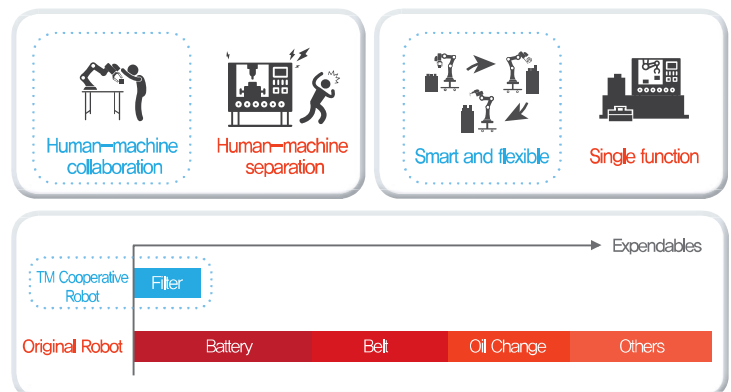 Human-machine
collaboration
Human-machine
separation
Smart and flexible
Single function
Expendables
TM Cooperative
Robot
Filter
Original Robot
Battery
Belt
Oil Change
Others